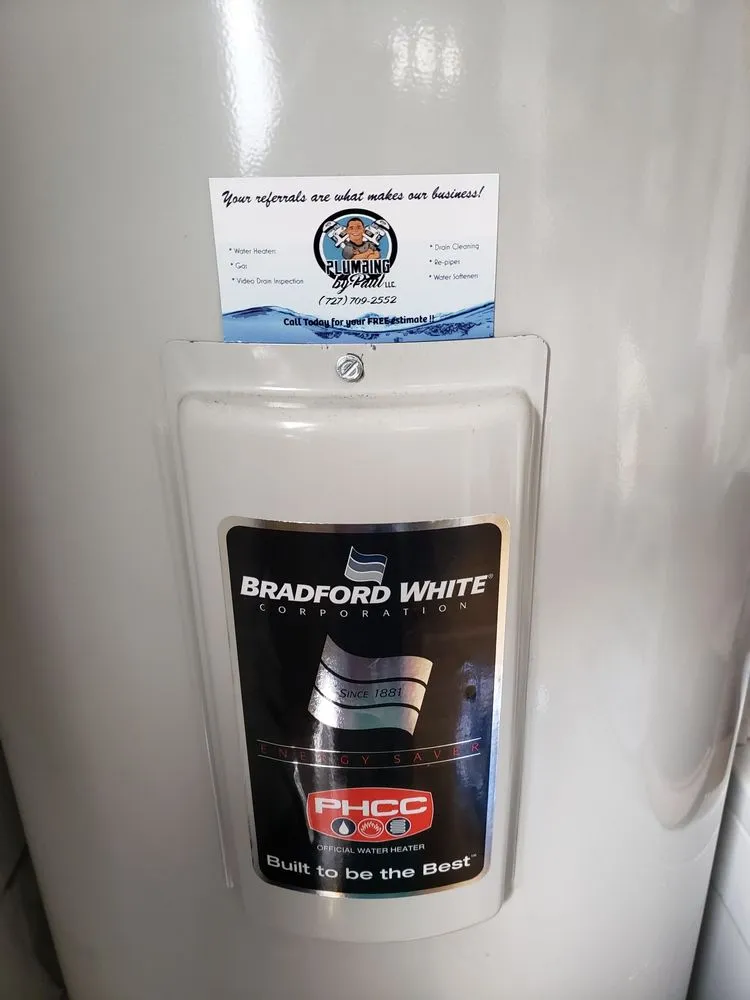 Your referrals are what makes our business!
* Water Heaters
* Gas
* Video Drain Inspection
PLUMBING
by Paul LLC.
(727) 709-2552
* Drain Cleaning
* Re-pipes
* Water Softeners
Call Today for your FREE estimate !!
BRADFORD WHITE®
CORPORATION
SINCE 1881
ENERGY SAVER
PHCC
OFFICIAL WATER HEATER
Built to be the Best™